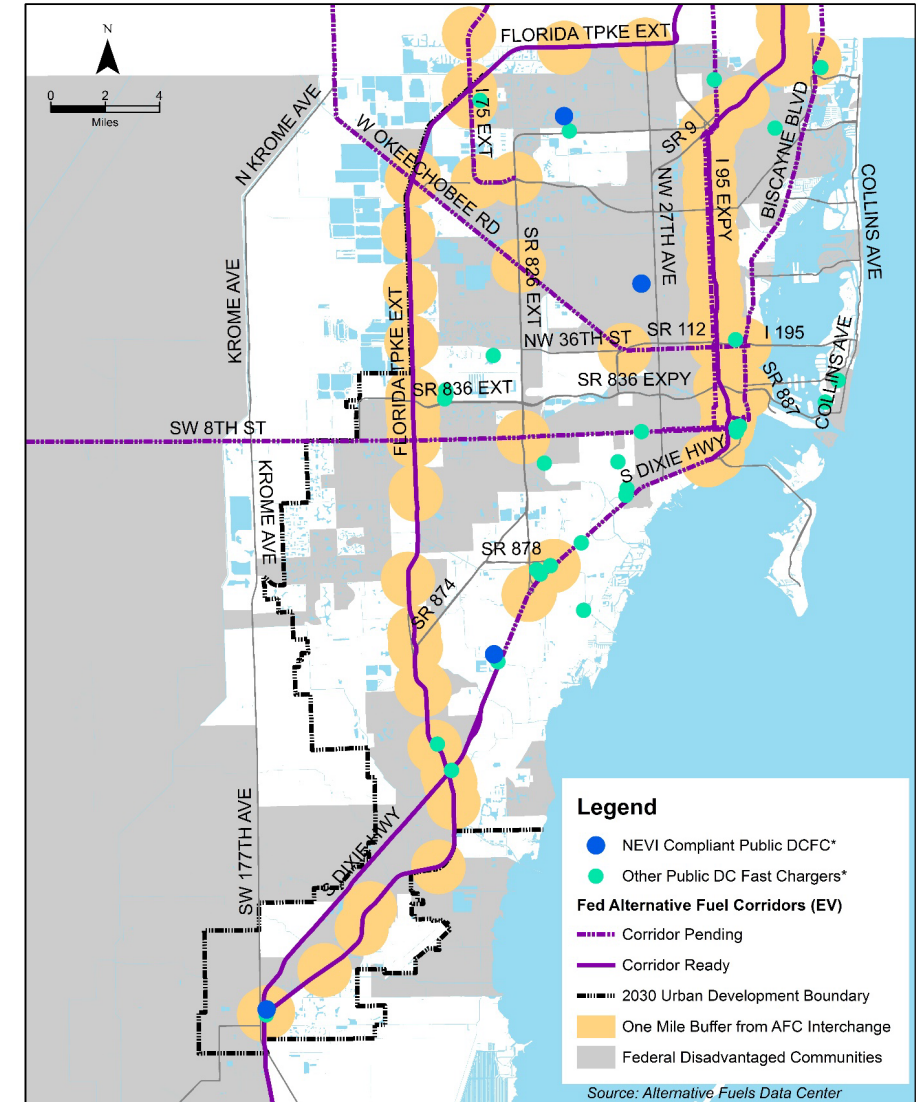 N
0 2 4
Miles
FLORIDA TPKE EXT
N KROME AVE
I 75 EXT
W OKEECHOBEE RD
SR 9
BISCAYNE BLVD
I 95 EXPY
NW 27TH AVE
COLLINS AVE
KROME AVE
SR 826 EXT
FLORIDA TPKE EXT
NW 36TH ST
SR 112
I 195
SR 836 EXT
SR 836 EXPY
SR 887
COLLINS AVE
SW 8TH ST
KROME AVE
S DIXIE HWY
SR 878
SR 874
SW 177TH AVE
S DIXIE HWY
Legend
NEVI Compliant Public DCFC*
Other Public DC Fast Chargers*
Fed Alternative Fuel Corridors (EV)
Corridor Pending
Corridor Ready
2030 Urban Development Boundary
One Mile Buffer from AFC Interchange
Federal Disadvantaged Communities
Source: Alternative Fuels Data Center